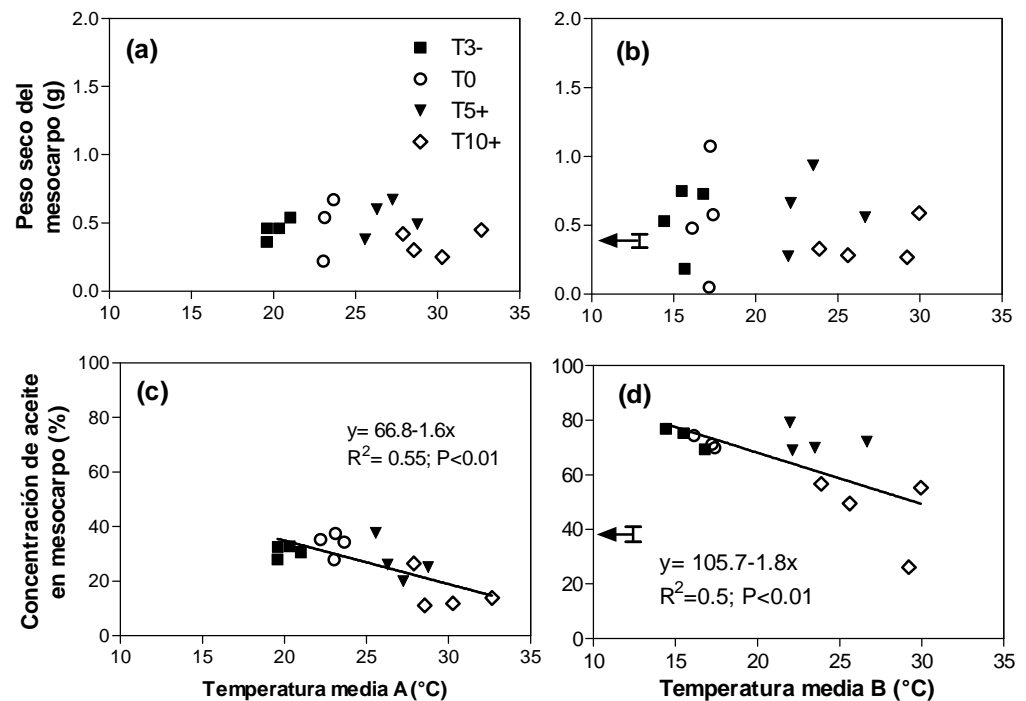 (a)
T3-
T0
T5+
T10+
Peso seco del
mesocarpo (g)
2.0
1.5
1.0
0.5
0.0
10 15 20 25 30 35
(b)
2.0
1.5
1.0
0.5
0.0
10 15 20 25 30 35
(c)
y= 66.8-1.6x
R²= 0.55; P<0.01
Concentración de aceite
en mesocarpo (%)
100
80
60
40
20
0
10 15 20 25 30 35
Temperatura media A (°C)
(d)
y= 105.7-1.8x
R²=0.5; P<0.01
100
80
60
40
20
0
10 15 20 25 30 35
Temperatura media B (°C)